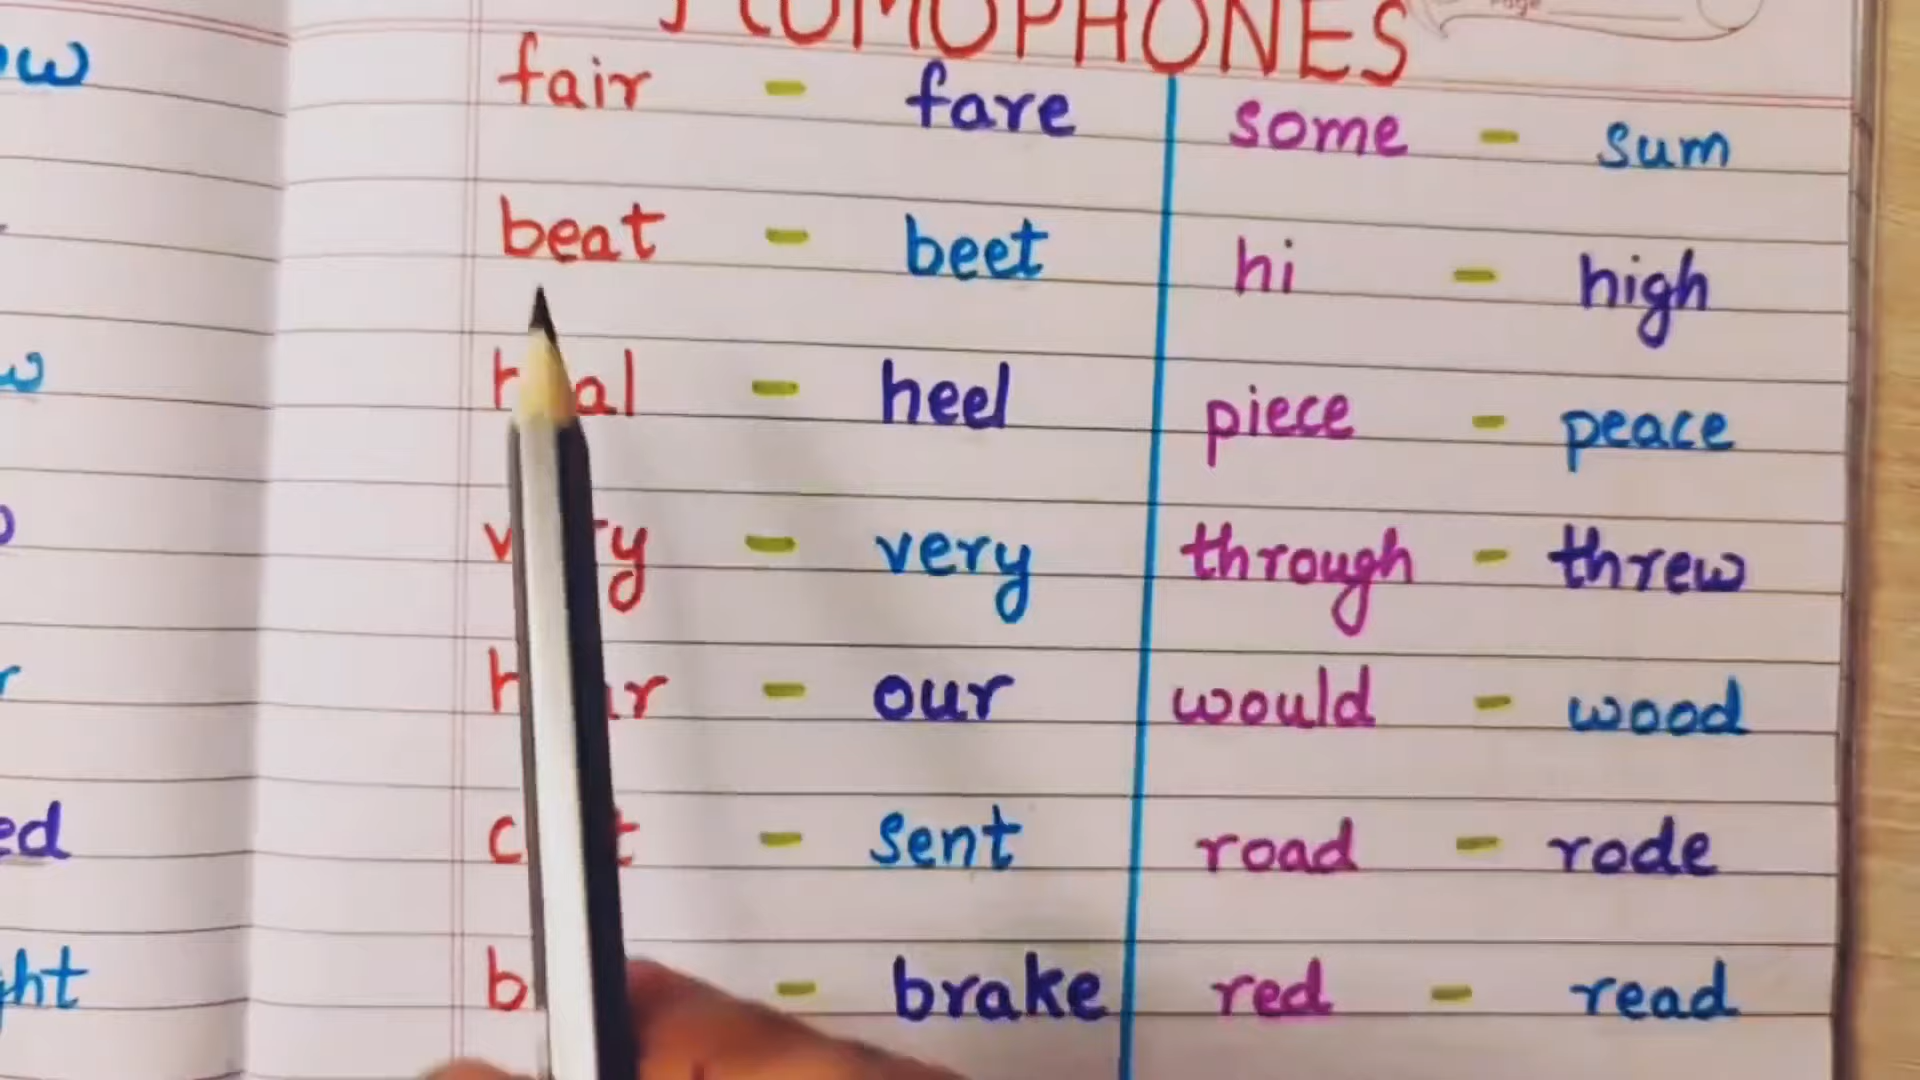 HOMOPHONES
Page
fair - fare some - sum
beat - beet hi - high
- heel piece - peace
- very through - threw
- our would - wood
- sent road - rode
- brake red - read